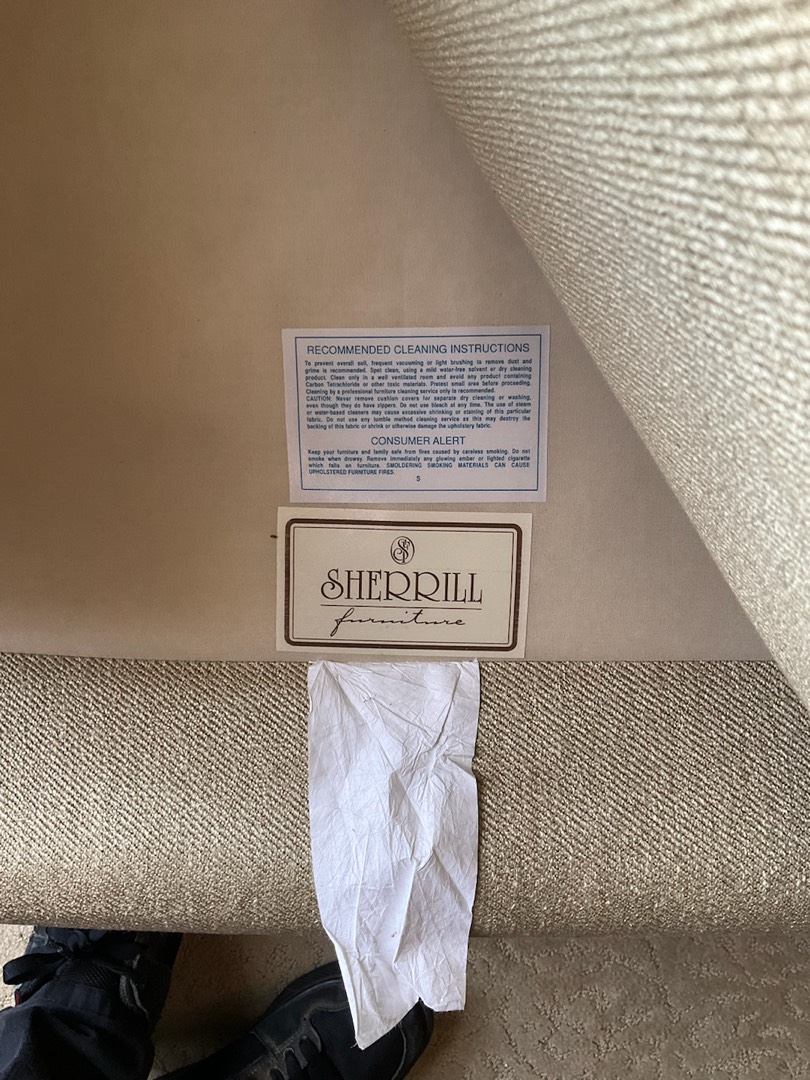 RECOMMENDED CLEANING INSTRUCTIONS
To prevent overall soil, frequent vacuuming or light brushing to remove dust and
grime is recommended. Spot clean, using a mild water-free solvent or dry cleaning
product. Clean only in a well ventilated room and avoid any product containing
Carbon Tetrachloride or other toxic materials. Pretest small area before proceeding.
Cleaning by a professional furniture cleaning service only is recommended.
CAUTION: Never remove cushion covers for separate dry cleaning or washing,
even though they do have zippers. Do not use bleach at any time. The use of steam
or water-based cleaners may cause excessive shrinking or staining of this particular
fabric. Do not use any tumble method cleaning service as this may destroy the
backing of this fabric or shrink or otherwise damage the upholstery fabric.
CONSUMER ALERT
Keep your furniture and family safe from fires caused by careless smoking. Do not
smoke when drowsy. Remove immediately any glowing ember or lighted cigarette
which falls on furniture. SMOLDERING SMOKING MATERIALS CAN CAUSE
UPHOLSTERED FURNITURE FIRES.
S
SHERRILL
furniture